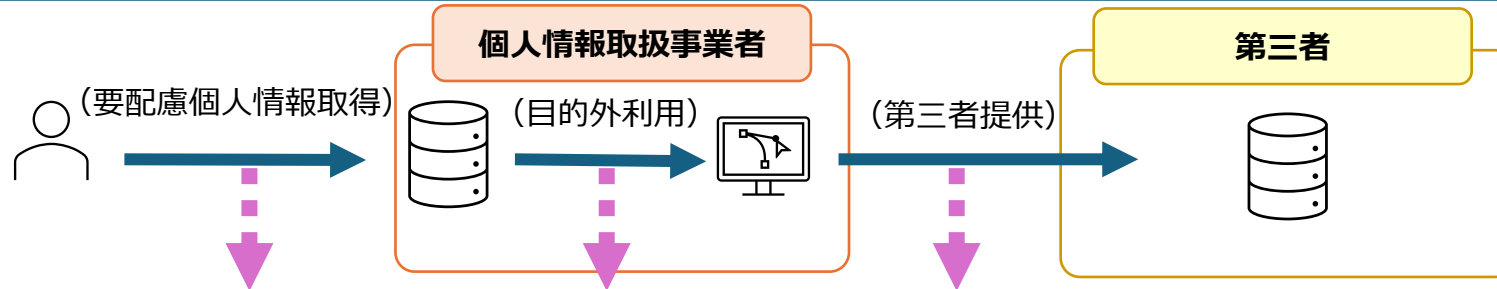 個人情報取扱事業者
第三者
（要配慮個人情報取得）
（目的外利用）
（第三者提供）